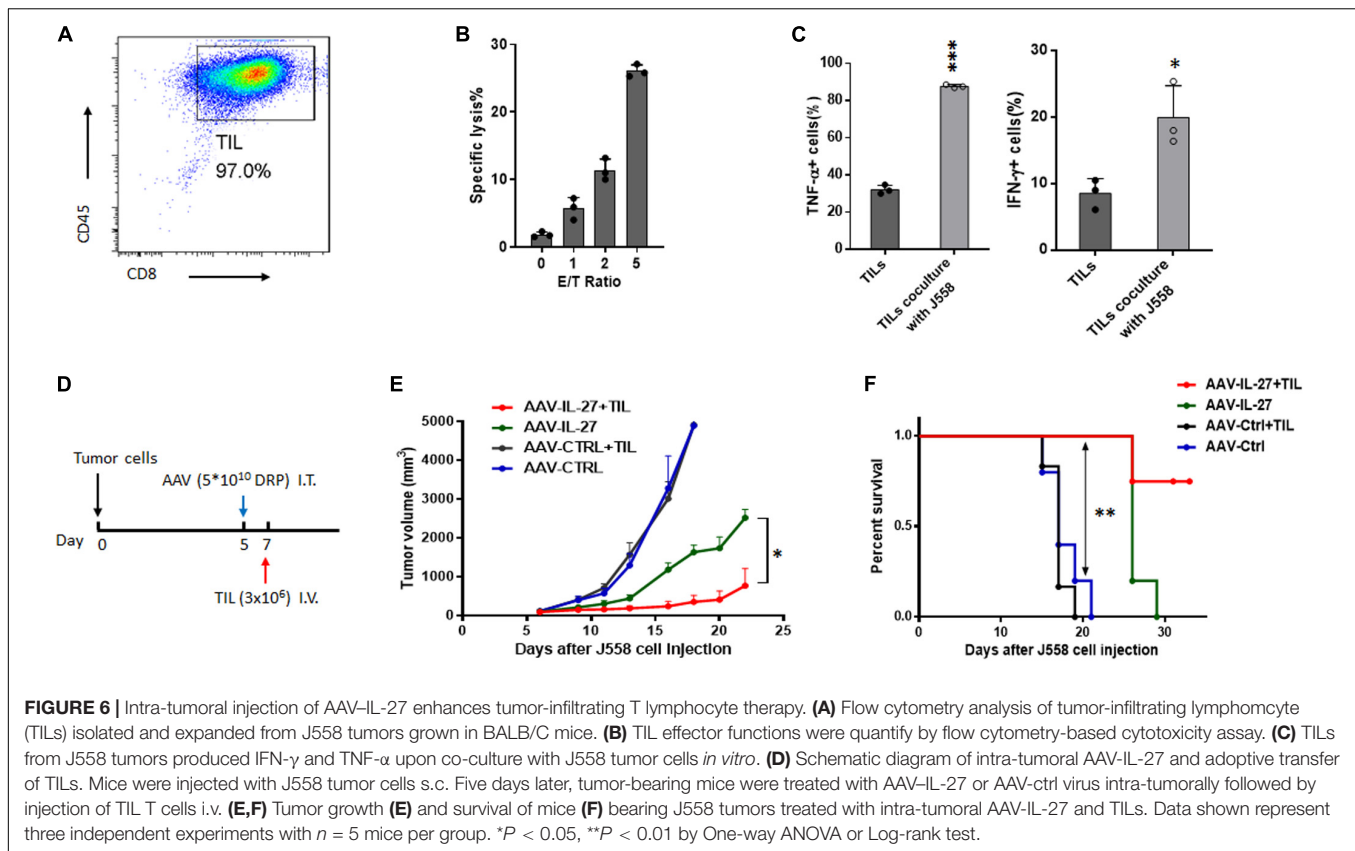 A
CD45
CD8
TIL
97.0%
B
Specific lysis%
30
20
10
0
0 1 2 5
E/T Ratio
C
TNF-α+ cells(%)
100
80
60
40
20
0
***
TILs
TILs coculture
with J558
IFN-γ+ cells(%)
30
20
10
0
*
TILs
TILs coculture
with J558
D
Tumor cells
AAV (5*10¹⁰ DRP) I.T.
Day 0 5 7
TIL (3x10⁶) I.V.
E
AAV-IL-27+TIL
AAV-IL-27
AAV-CTRL+TIL
AAV-CTRL
Tumor volume (mm³)
5000
4000
3000
2000
1000
0
0 5 10 15 20 25
*
Days after J558 cell injection
F
AAV-IL-27+TIL
AAV-IL-27
AAV-Ctrl+TIL
AAV-Ctrl
Percent survival
1.0
0.5
0.0
**
10 20 30
Days after J558 cell injection
FIGURE 6 | Intra-tumoral injection of AAV–IL-27 enhances tumor-infiltrating T lymphocyte therapy. (A) Flow cytometry analysis of tumor-infiltrating lymphomcyte
(TILs) isolated and expanded from J558 tumors grown in BALB/C mice. (B) TIL effector functions were quantify by flow cytometry-based cytotoxicity assay. (C) TILs
from J558 tumors produced IFN-γ and TNF-α upon co-culture with J558 tumor cells in vitro. (D) Schematic diagram of intra-tumoral AAV-IL-27 and adoptive transfer
of TILs. Mice were injected with J558 tumor cells s.c. Five days later, tumor-bearing mice were treated with AAV–IL-27 or AAV-ctrl virus intra-tumorally followed by
injection of TIL T cells i.v. (E,F) Tumor growth (E) and survival of mice (F) bearing J558 tumors treated with intra-tumoral AAV-IL-27 and TILs. Data shown represent
three independent experiments with n = 5 mice per group. *P < 0.05, **P < 0.01 by One-way ANOVA or Log-rank test.